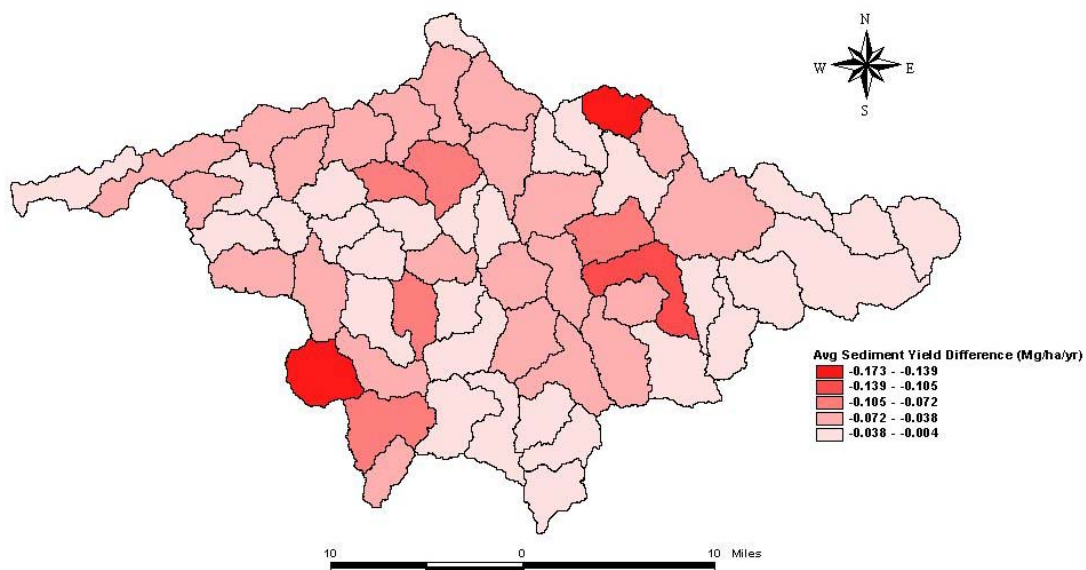 N
W E
S
Avg Sediment Yield Difference (Mg/ha/yr)
-0.173 - -0.139
-0.139 - -0.105
-0.105 - -0.072
-0.072 - -0.038
-0.038 - -0.004
10 0 10 Miles